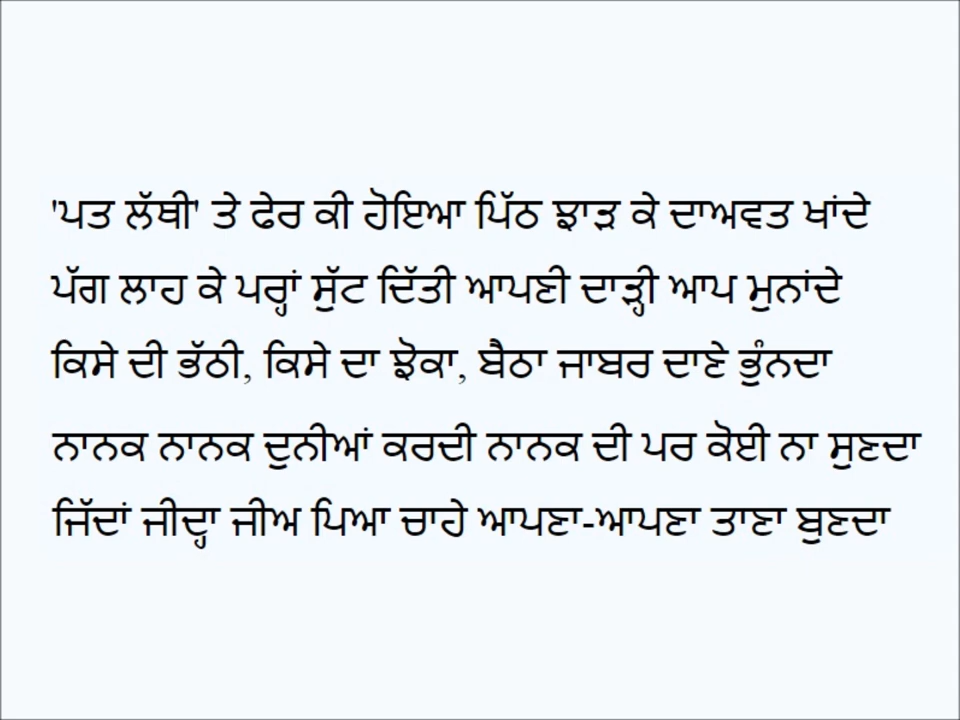 'ਪਤ ਲੱਥੀ' ਤੇ ਫੇਰ ਕੀ ਹੋਇਆ ਪਿੱਠ ਝਾੜ ਕੇ ਦਾਅਵਤ ਖਾਂਦੇ
ਪੱਗ ਲਾਹ ਕੇ ਪਰ੍ਹਾਂ ਸੁੱਟ ਦਿੱਤੀ ਆਪਣੀ ਦਾੜ੍ਹੀ ਆਪ ਮੁਨਾਂਦੇ
ਕਿਸੇ ਦੀ ਭੱਠੀ, ਕਿਸੇ ਦਾ ਝੋਕਾ, ਬੈਠਾ ਜਾਬਰ ਦਾਣੇ ਭੁੰਨਦਾ
ਨਾਨਕ ਨਾਨਕ ਦੁਨੀਆਂ ਕਰਦੀ ਨਾਨਕ ਦੀ ਪਰ ਕੋਈ ਨਾ ਸੁਣਦਾ
ਜਿੱਦਾਂ ਜੀਦ੍ਹਾ ਜੀਅ ਪਿਆ ਚਾਹੇ ਆਪਣਾ-ਆਪਣਾ ਤਾਣਾ ਬੁਣਦਾ